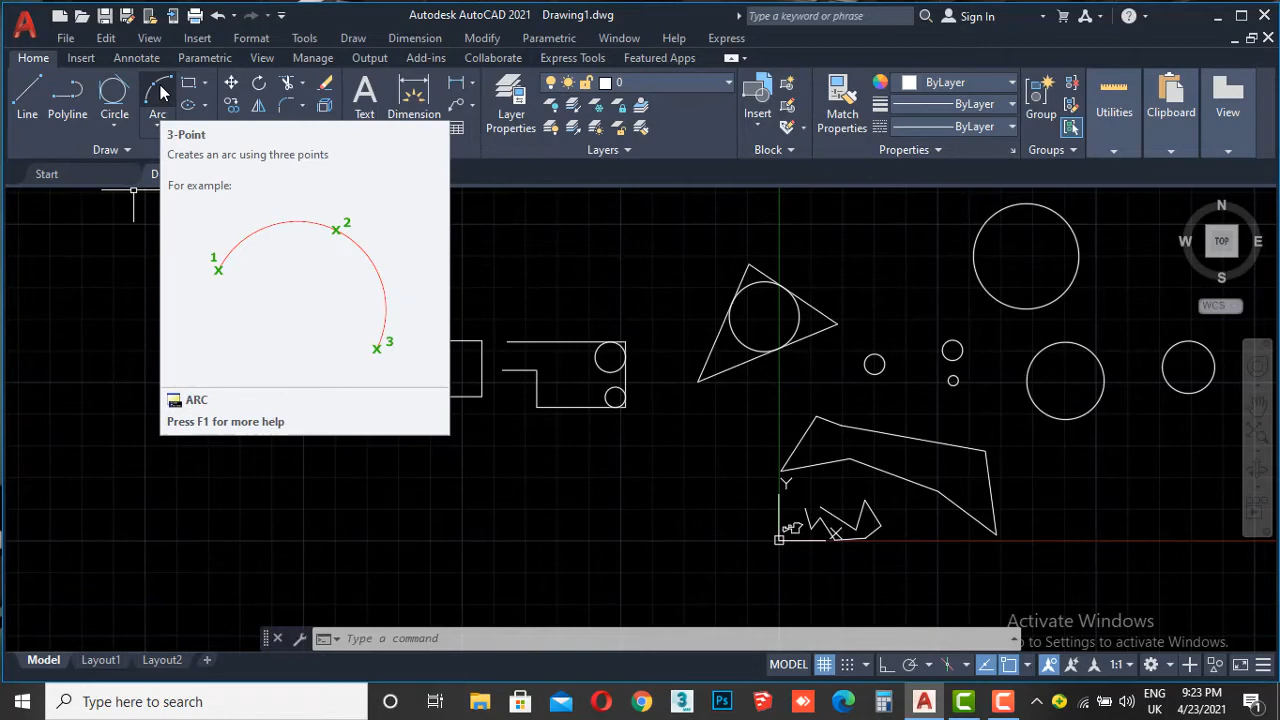 Autodesk AutoCAD 2021 Drawing1.dwg
Type a keyword or phrase
Sign In
File Edit View Insert Format Tools Draw Dimension Modify Parametric Window Help Express
Home Insert Annotate Parametric View Manage Output Add-ins Collaborate Express Tools Featured Apps
0
ByLayer
ByLayer
ByLayer
Line Polyline Circle Arc
Text Dimension
Layer Properties
Insert
Match Properties
Group
Utilities
Clipboard
View
Draw
Layers
Block
Properties
Groups
Start
D
3-Point
Creates an arc using three points
For example:
1
2
3
ARC
Press F1 for more help
N
W TOP E
S
WCS
Y
X
Activate Windows
o to Settings to activate Windows.
Type a command
Model Layout1 Layout2 +
MODEL
1:1
Type here to search
3
Ps
A
C
C
ENG
UK
9:23 PM
4/23/2021
1